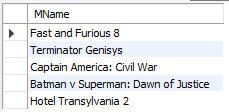 MName
Fast and Furious 8
Terminator Genisys
Captain America: Civil War
Batman v Superman: Dawn of Justice
Hotel Transylvania 2